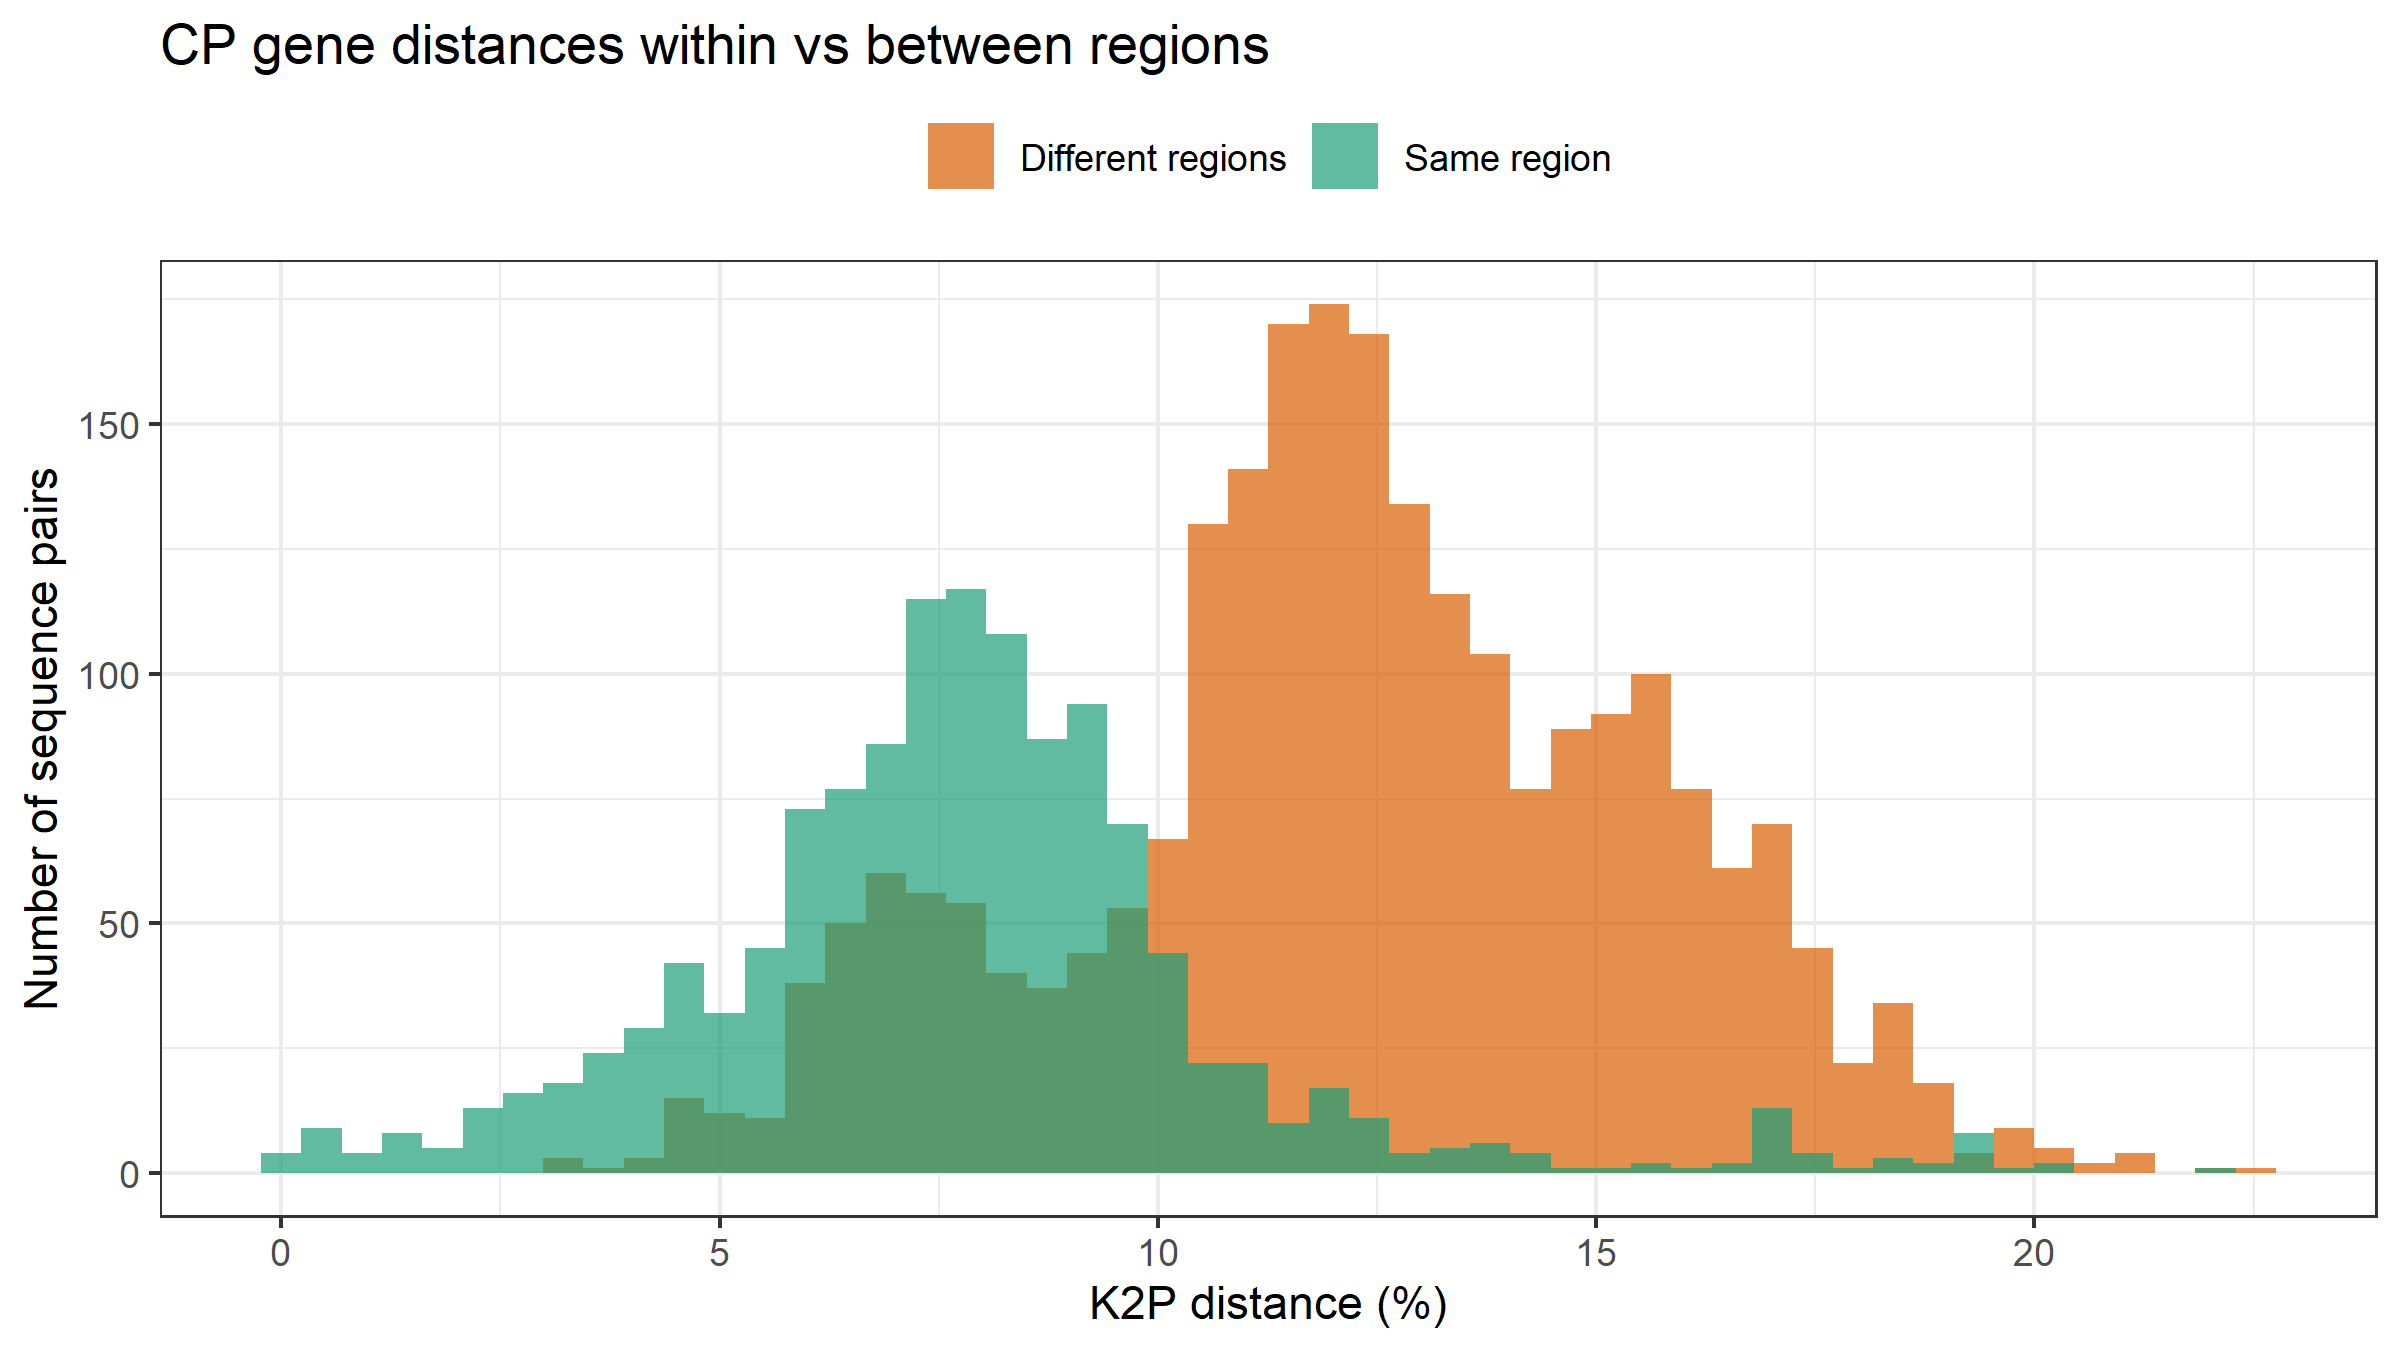 CP gene distances within vs between regions
Different regions
Same region
Number of sequence pairs
150
100
50
0
0
5
10
15
20
K2P distance (%)